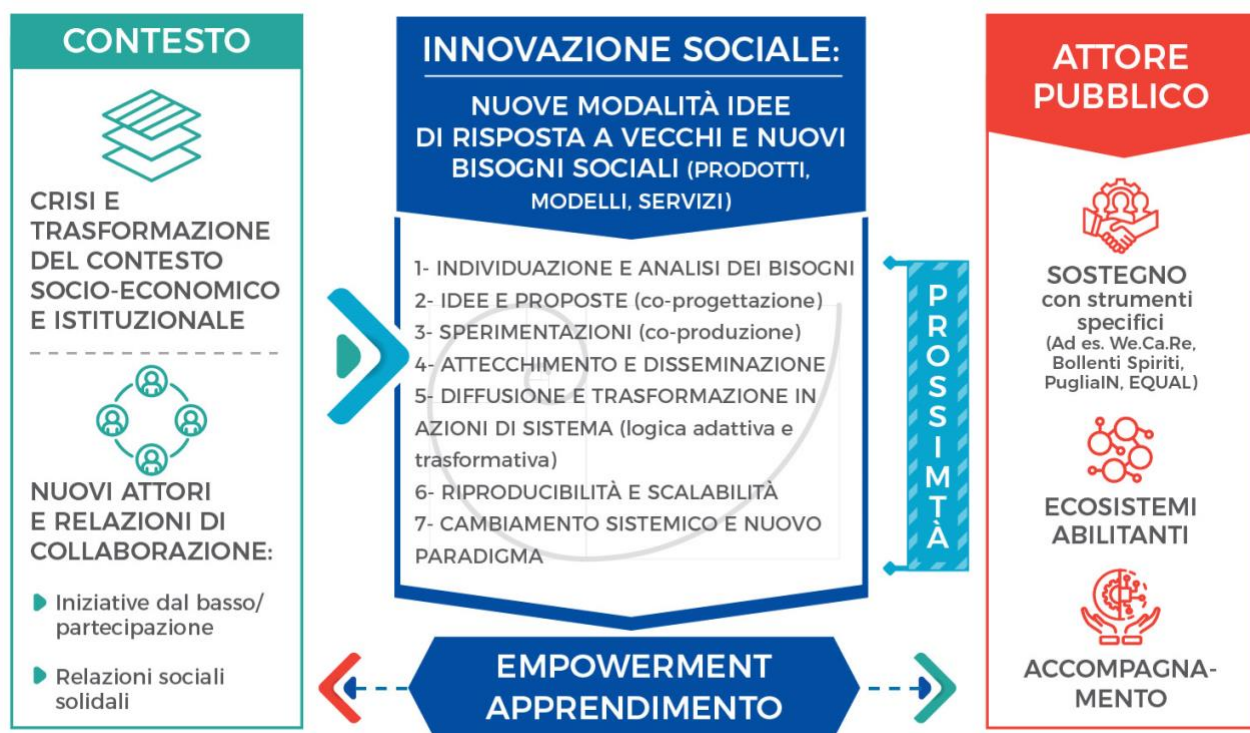 CONTESTO
CRISI E
TRASFORMAZIONE
DEL CONTESTO
SOCIO-ECONOMICO
E ISTITUZIONALE
NUOVI ATTORI
E RELAZIONI DI
COLLABORAZIONE:
Iniziative dal basso/
partecipazione
Relazioni sociali
solidali
INNOVAZIONE SOCIALE:
NUOVE MODALITÀ IDEE
DI RISPOSTA A VECCHI E NUOVI
BISOGNI SOCIALI (PRODOTTI,
MODELLI, SERVIZI)
1- INDIVIDUAZIONE E ANALISI DEI BISOGNI
2- IDEE E PROPOSTE (co-progettazione)
3- SPERIMENTAZIONI (co-produzione)
4- ATTECCHIMENTO E DISSEMINAZIONE
5- DIFFUSIONE E TRASFORMAZIONE IN
AZIONI DI SISTEMA (logica adattiva e
trasformativa)
6- RIPRODUCIBILITÀ E SCALABILITÀ
7- CAMBIAMENTO SISTEMICO E NUOVO
PARADIGMA
PROSSIMTÀ
EMPOWERMENT
APPRENDIMENTO
ATTORE
PUBBLICO
SOSTEGNO
con strumenti
specifici
(Ad es. We.Ca.Re,
Bollenti Spiriti,
PugliaIN, EQUAL)
ECOSISTEMI
ABILITANTI
ACCOMPAGNA-
MENTO